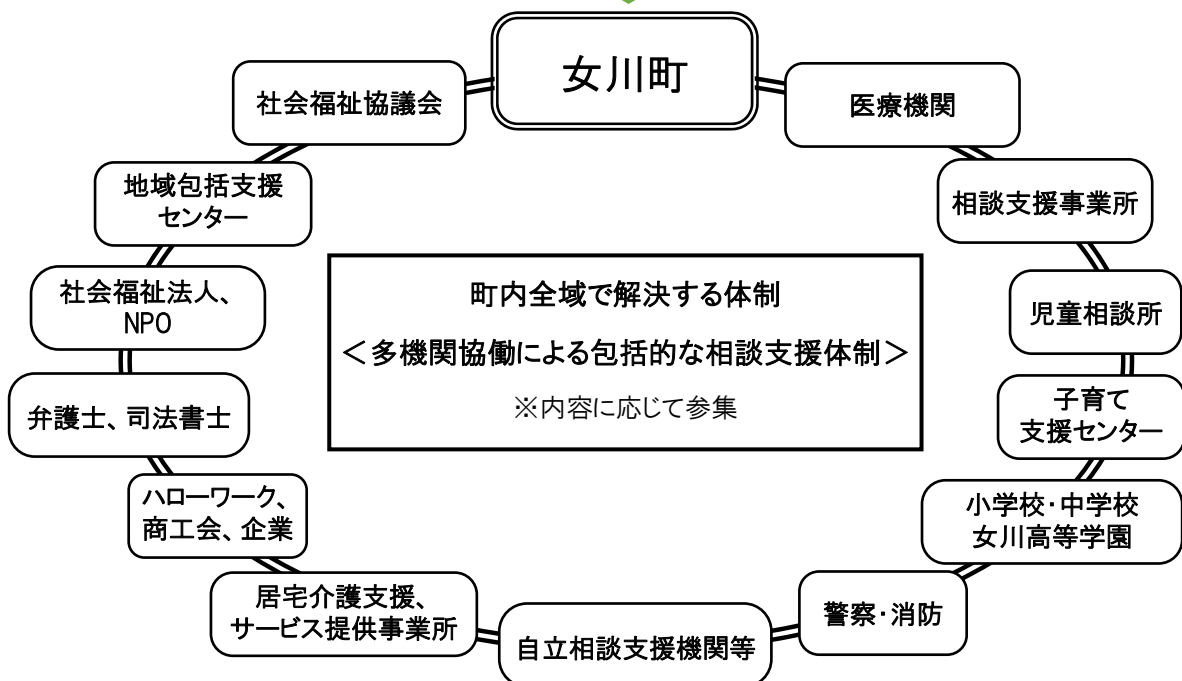 女川町
社会福祉協議会
医療機関
地域包括支援
センター
相談支援事業所
社会福祉法人、
NPO
町内全域で解決する体制
＜多機関協働による包括的な相談支援体制＞
※内容に応じて参集
児童相談所
弁護士、司法書士
子育て
支援センター
ハローワーク、
商工会、企業
小学校・中学校
女川高等学園
居宅介護支援、
サービス提供事業所
自立相談支援機関等
警察・消防